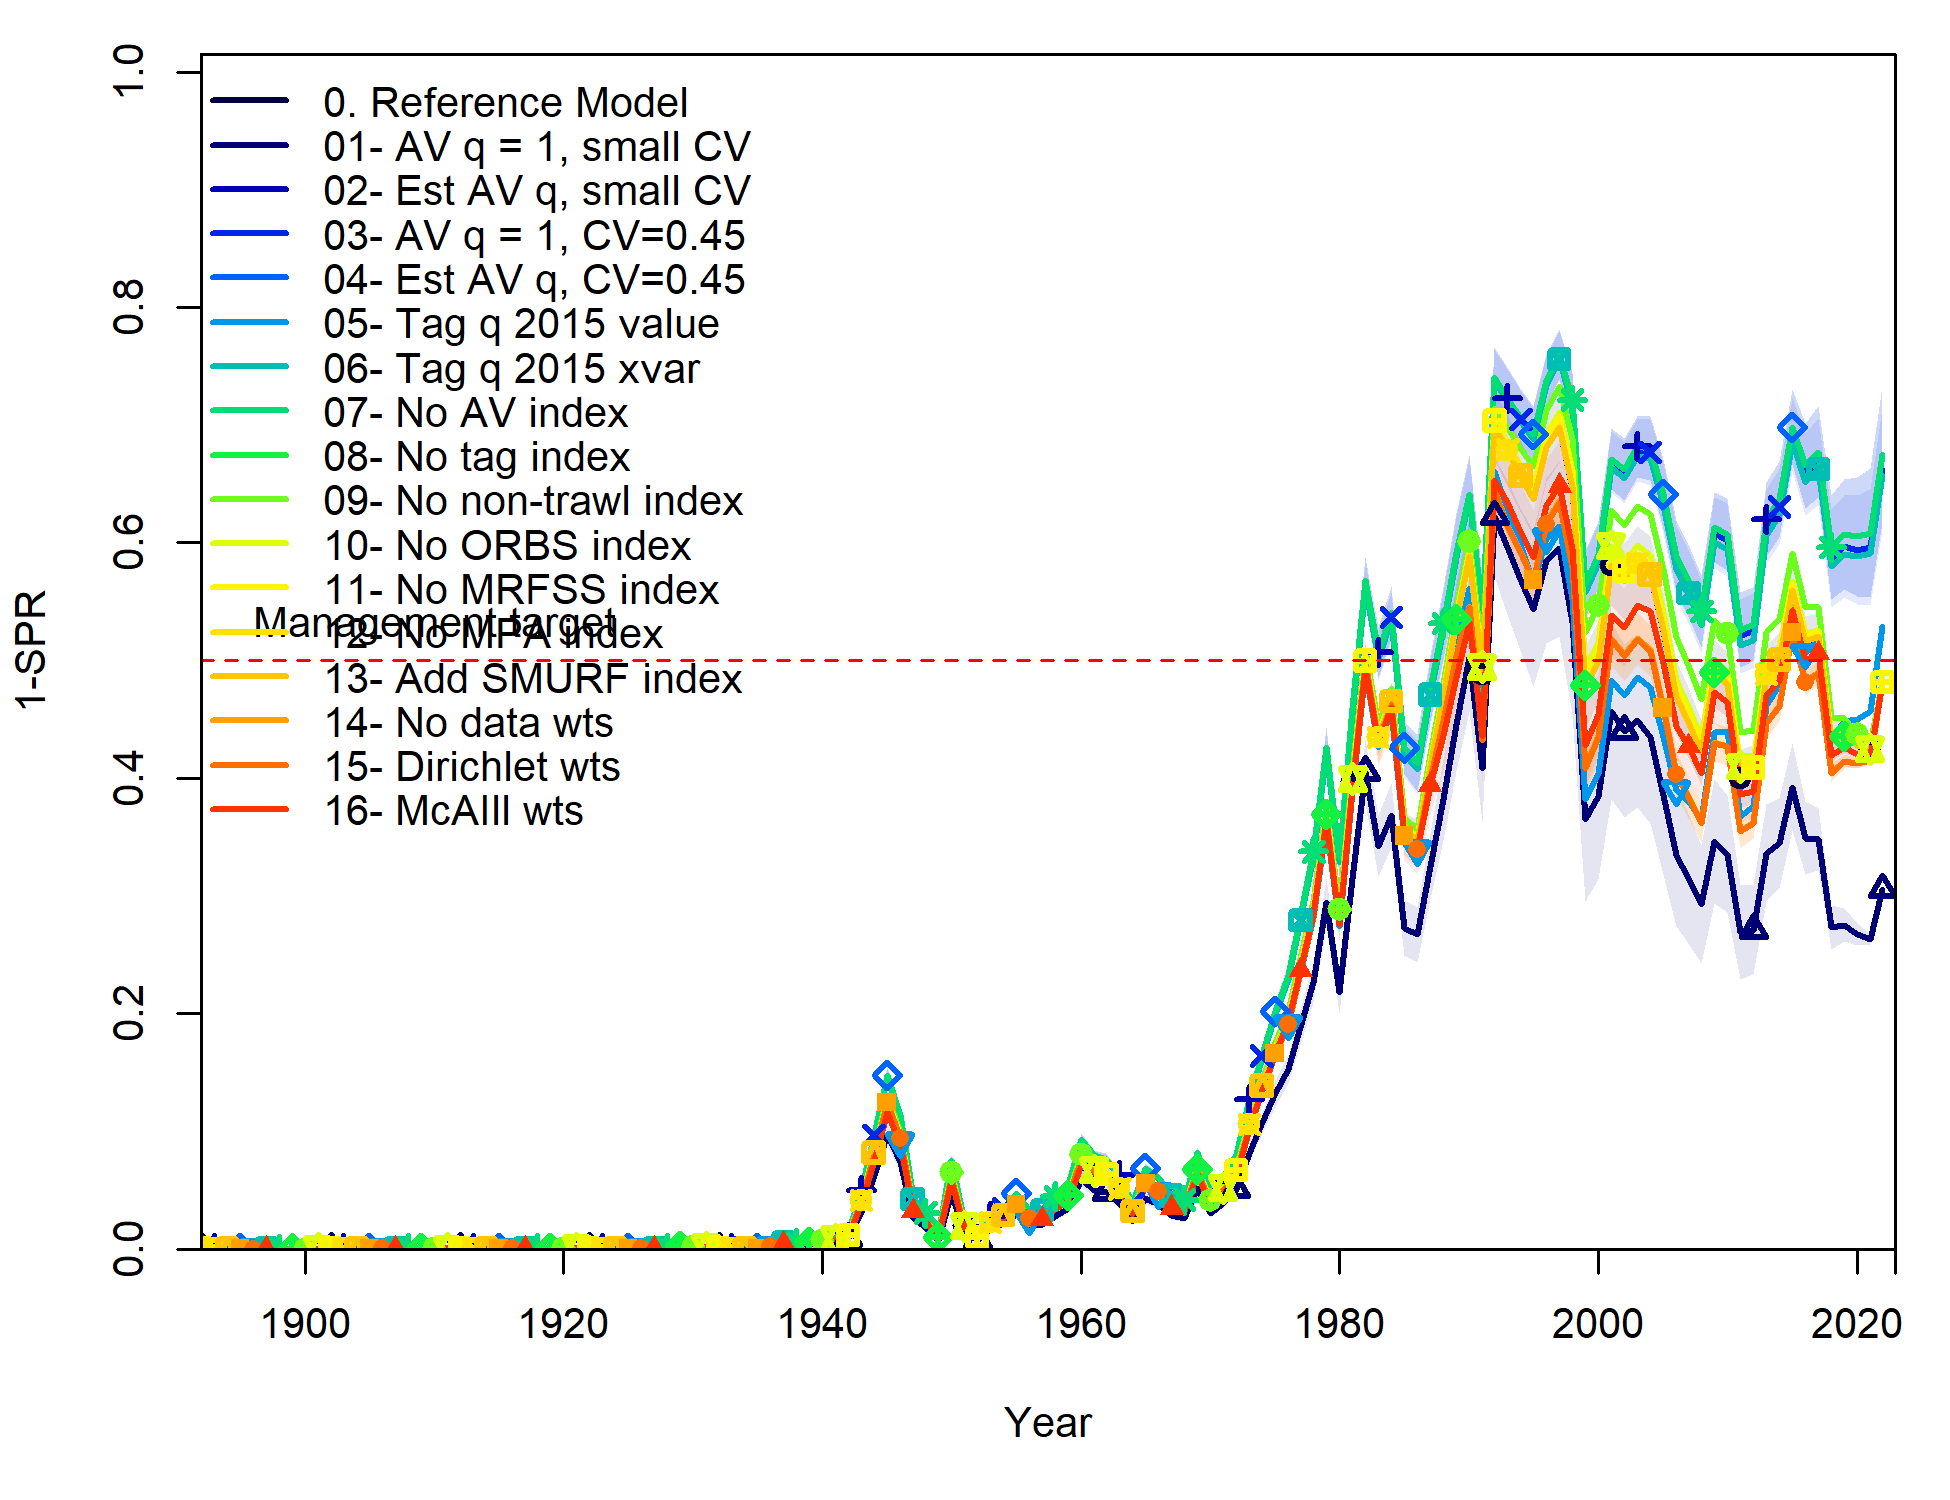 1.0
0.8
0.6
0.4
0.2
0.0
1-SPR
0. Reference Model
01- AV q = 1, small CV
02- Est AV q, small CV
03- AV q = 1, CV=0.45
04- Est AV q, CV=0.45
05- Tag q 2015 value
06- Tag q 2015 xvar
07- No AV index
08- No tag index
09- No non-trawl index
10- No ORBS index
11- No MRFSS index
Management target
12- No MPA index
13- Add SMURF index
14- No data wts
15- Dirichlet wts
16- McAlll wts
1900 1920 1940 1960 1980 2000 2020
Year